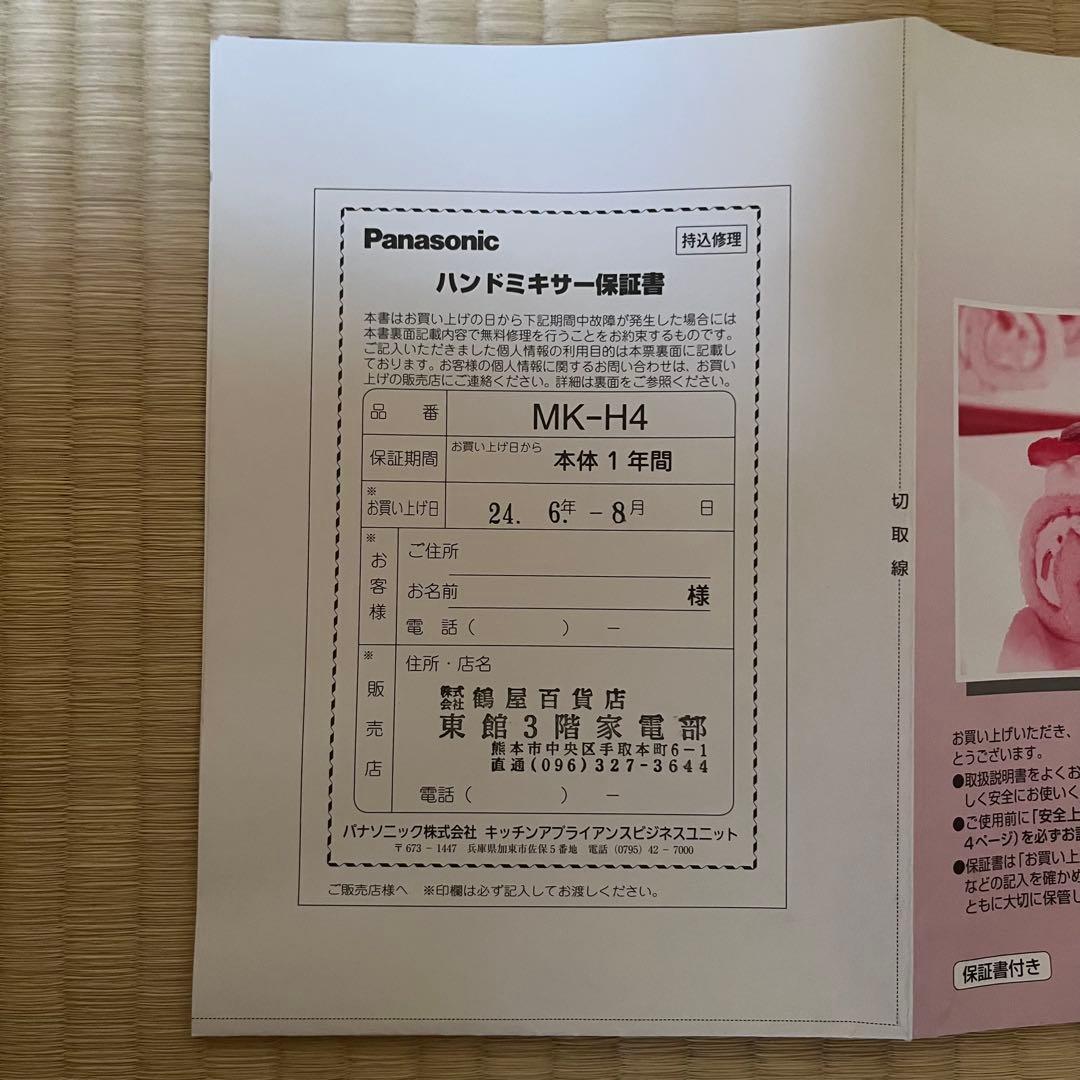 Panasonic
持込修理
ハンドミキサー保証書
本書はお買い上げの日から下記期間中故障が発生した場合には
本書裏面記載内容で無料修理を行うことをお約束するものです。
ご記入いただきました個人情報の利用目的は本票裏面に記載し
ております。お客様の個人情報に関するお問い合わせは、お買い
上げの販売店にご連絡ください。詳細は裏面をご参照ください。
品番 MK-H4
保証期間 お買い上げ日から 本体1年間
※お買い上げ日 24. 6.年 -8月 日
※お客様
ご住所
お名前 様
電話( ) -
※販売店
住所・店名
株式会社 鶴屋百貨店
東館3階家電部
熊本市中央区手取本町6-1
直通(096)327-3644
電話( ) -
パナソニック株式会社 キッチンアプライアンスビジネスユニット
〒673-1447 兵庫県加東市佐保5番地 電話(0795)42-7000
ご販売店様へ ※印欄は必ず記入してお渡しください。
切取線
お買い上げいただき、
とうございます。
●取扱説明書をよくお
しく安全にお使いく
●ご使用前に「安全上
4ページ)を必ずお
●保証書は「お買い上
などの記入を確かめ
ともに大切に保管し
保証書付き